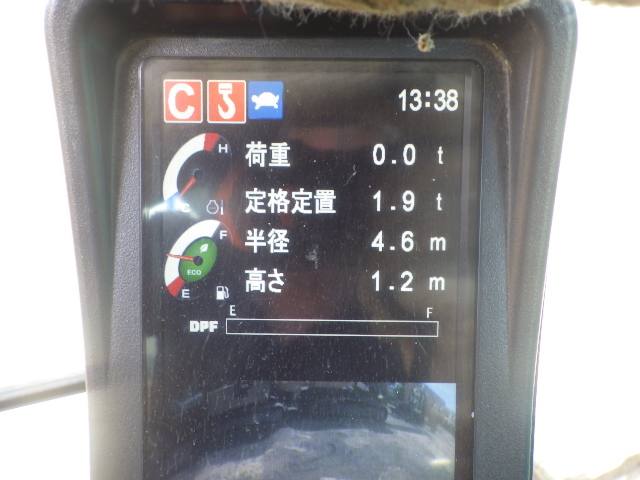 C 13:38
H
荷重 0.0 t
C
定格定置 1.9 t
F
半径 4.6 m
ECO
高さ 1.2 m
E
E F
DPF